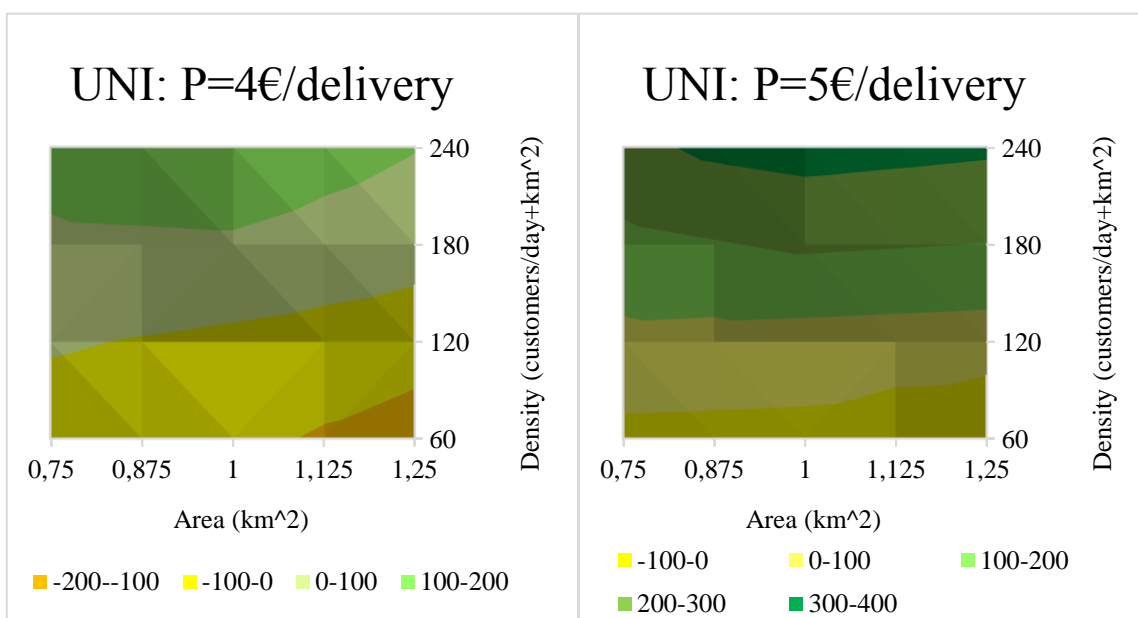 UNI: P=4€/delivery
240
180
120
60
Density (customers/day+km^2)
0,75 0,875 1 1,125 1,25
Area (km^2)
-200--100 -100-0 0-100 100-200
UNI: P=5€/delivery
240
180
120
60
Density (customers/day+km^2)
0,75 0,875 1 1,125 1,25
Area (km^2)
-100-0 0-100 100-200
200-300 300-400